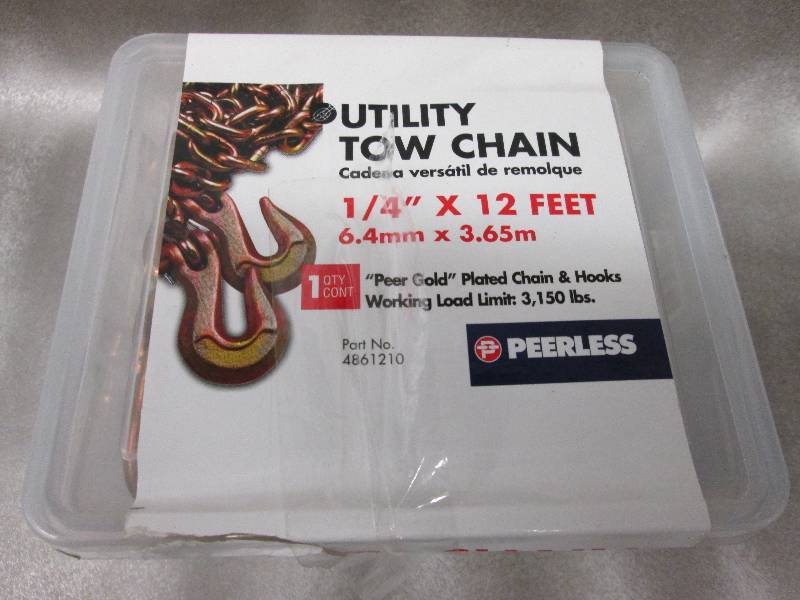 UTILITY
TOW CHAIN
Cadena versátil de remolque
1/4" X 12 FEET
6.4mm x 3.65m
1 QTY
CONT
"Peer Gold" Plated Chain & Hooks
Working Load Limit: 3,150 lbs.
Part No.
4861210
PEERLESS